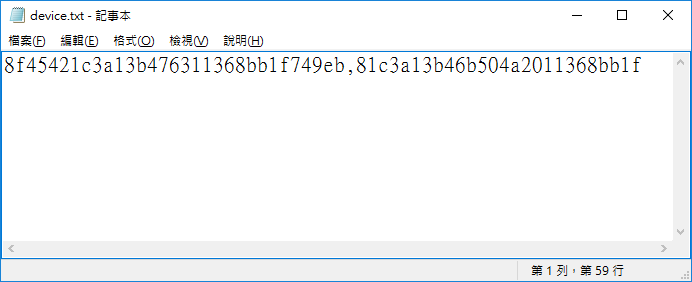 device.txt - 記事本
檔案(F) 編輯(E) 格式(O) 檢視(V) 說明(H)
8f45421c3a13b476311368bb1f749eb,81c3a13b46b504a2011368bb1f
第 1 列，第 59 行